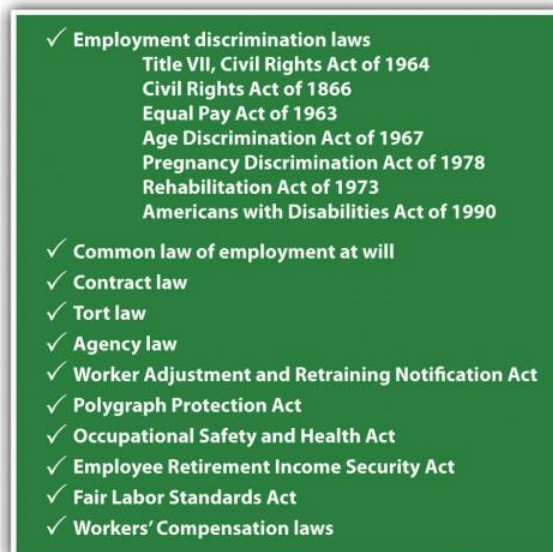 ✓ Employment discrimination laws
Title VII, Civil Rights Act of 1964
Civil Rights Act of 1866
Equal Pay Act of 1963
Age Discrimination Act of 1967
Pregnancy Discrimination Act of 1978
Rehabilitation Act of 1973
Americans with Disabilities Act of 1990
✓ Common law of employment at will
✓ Contract law
✓ Tort law
✓ Agency law
✓ Worker Adjustment and Retraining Notification Act
✓ Polygraph Protection Act
✓ Occupational Safety and Health Act
✓ Employee Retirement Income Security Act
✓ Fair Labor Standards Act
✓ Workers' Compensation laws